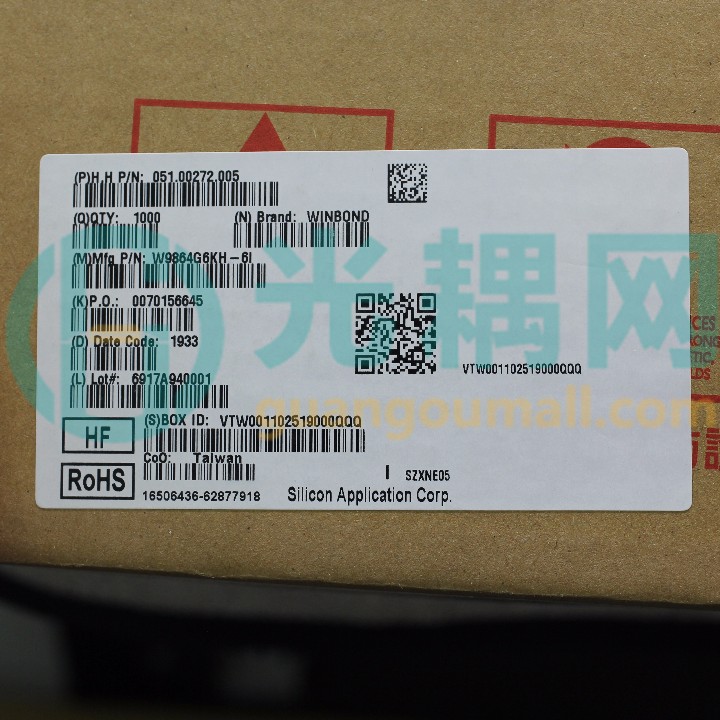 (P)H.H P/N: 051.00272.005
(Q)QTY: 1000
(N) Brand: WINBOND
(M)Mfg P/N: W9864G6KH-6I
(K)P.O.: 0070156645
(D) Date Code: 1933
(L) Lot#: 6917A940001
VTW001102519000QQQ
(S)BOX ID: VTW001102519000QQQ
HF
CoO: Taiwan
RoHS
16506436-62877918
Silicon Application Corp.
SZXNE05
光耦网
guangoumall.com